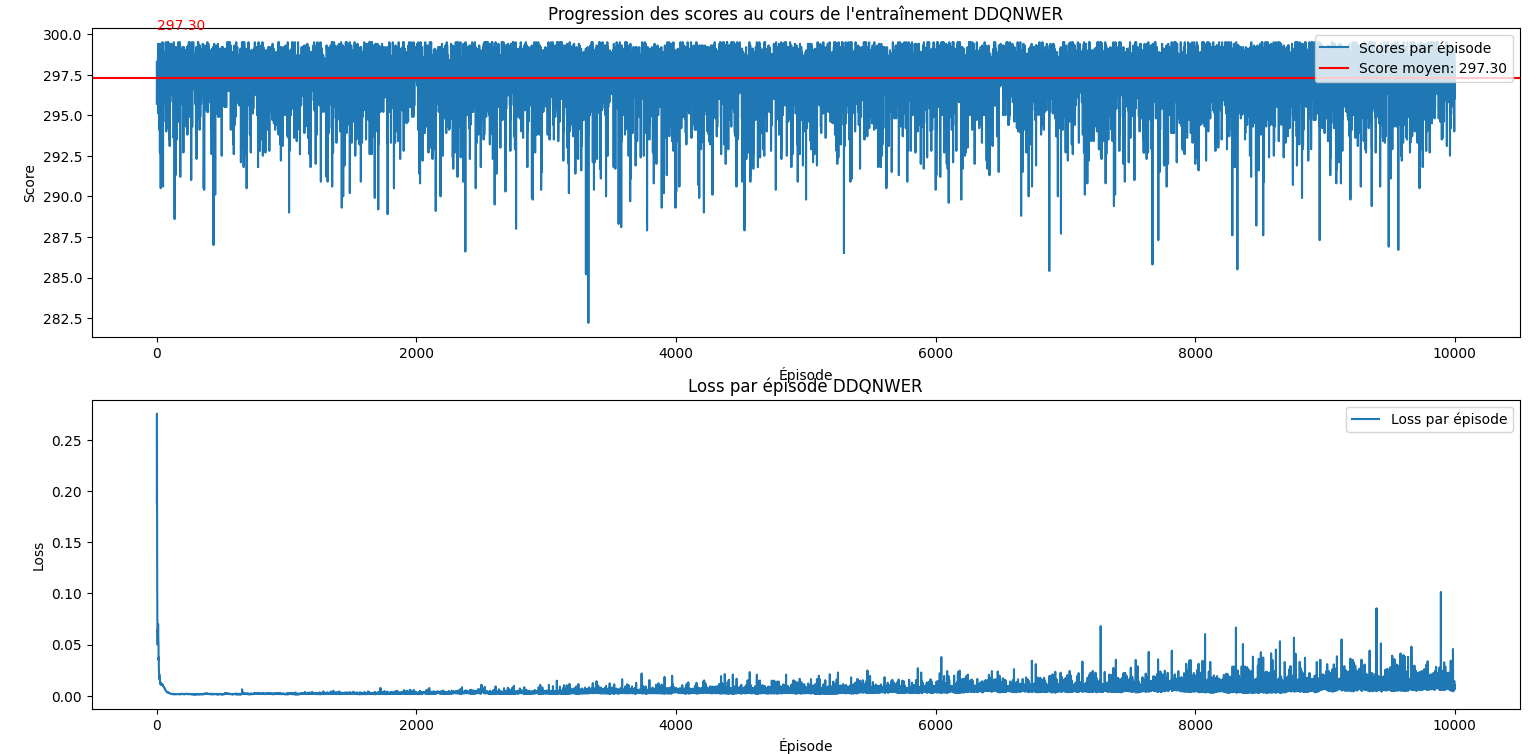 Progression des scores au cours de l'entraînement DDQNWER
297.30
300.0
297.5
295.0
292.5
290.0
287.5
285.0
282.5
Score
Scores par épisode
Score moyen: 297.30
0 2000 4000 6000 8000 10000
Épisode
Loss par épisode DDQNWER
0.25
0.20
0.15
0.10
0.05
0.00
Loss
Loss par épisode
0 2000 4000 6000 8000 10000
Épisode